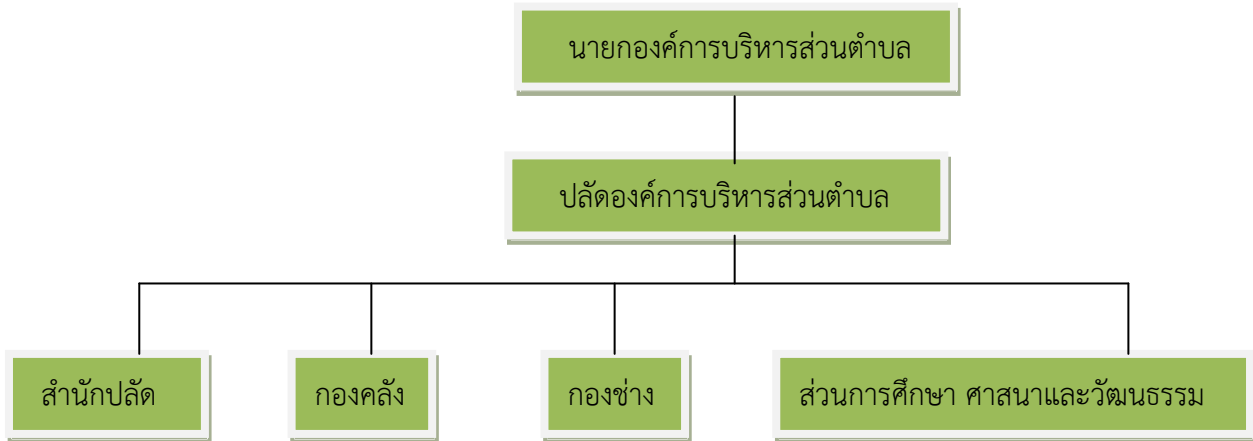 นายกองค์การบริหารส่วนตำบล
ปลัดองค์การบริหารส่วนตำบล
สำนักปลัด
กองคลัง
กองช่าง
ส่วนการศึกษา ศาสนาและวัฒนธรรม